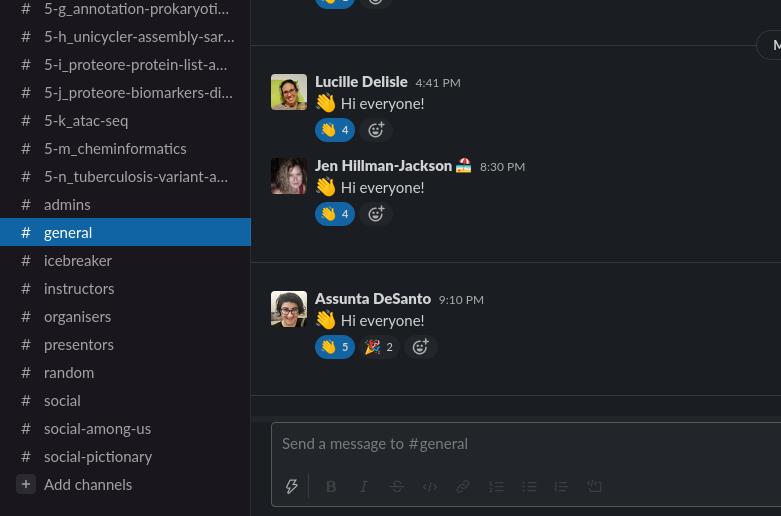 # 5-g_annotation-prokaryoti...
# 5-h_unicycler-assembly-sar...
# 5-i_proteore-protein-list-a...
# 5-j_proteore-biomarkers-di...
# 5-k_atac-seq
# 5-m_cheminformatics
# 5-n_tuberculosis-variant-a...
# admins
# general
# icebreaker
# instructors
# organisers
# presentors
# random
# social
# social-among-us
# social-pictionary
+ Add channels
M
Lucille Delisle 4:41 PM
👋 Hi everyone!
👋 4
Jen Hillman-Jackson 🏖️ 8:30 PM
👋 Hi everyone!
👋 4
Assunta DeSanto 9:10 PM
👋 Hi everyone!
👋 5 🎉 2
Send a message to #general
B I S </>